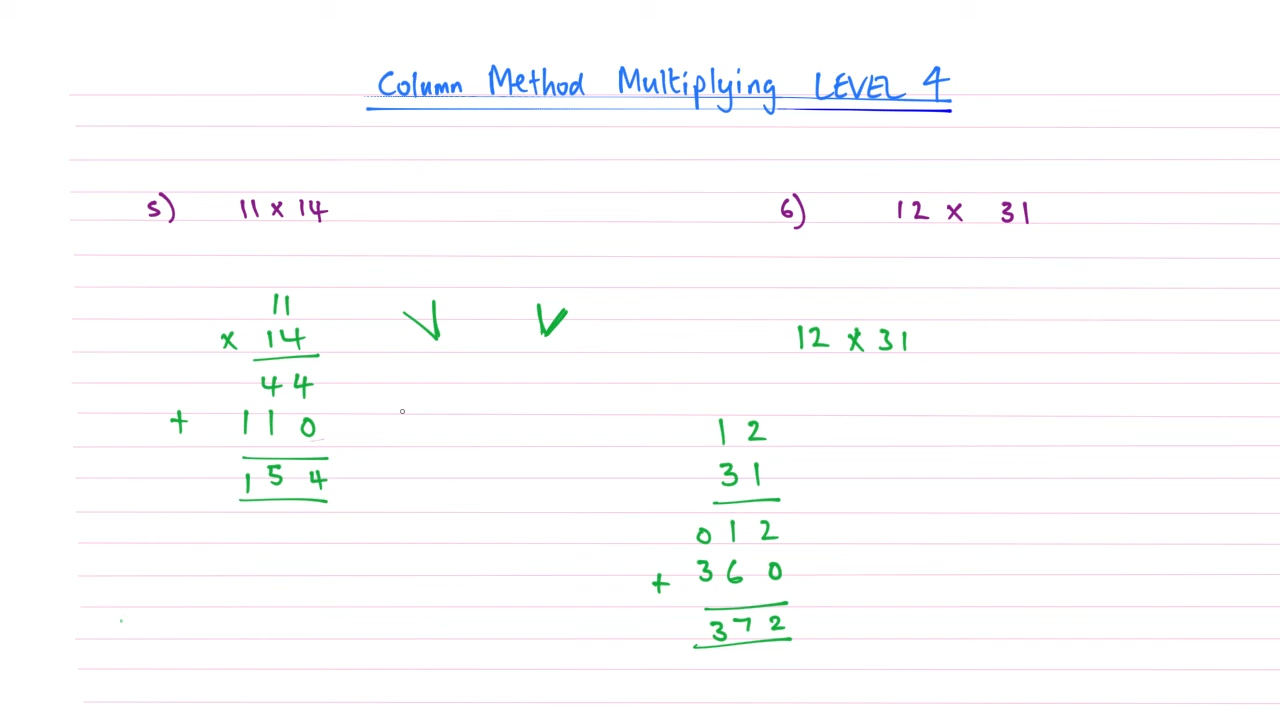 Column Method Multiplying LEVEL 4
5) 11 x 14
11
x 14
44
+ 110
154
6) 12 x 31
12 x 31
12
31
012
+ 360
372